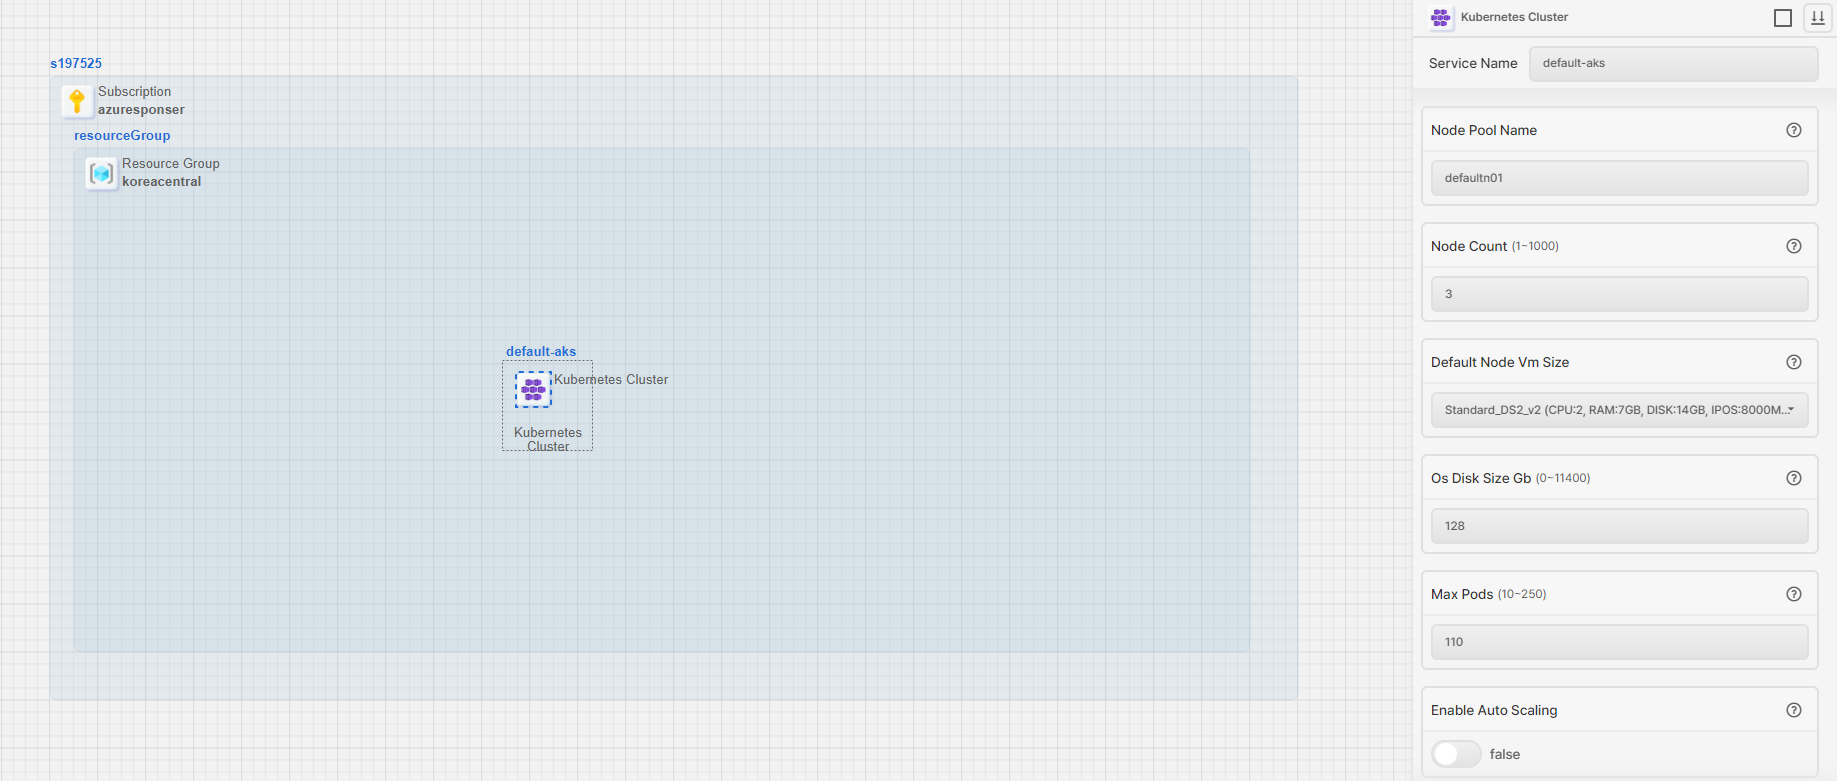 s197525
Subscription
azuresponser
resourceGroup
Resource Group
koreacentral
default-aks
Kubernetes Cluster
Kubernetes
Cluster
Kubernetes Cluster
Service Name
default-aks
Node Pool Name
defaultn01
Node Count (1~1000)
3
Default Node Vm Size
Standard_DS2_v2 (CPU:2, RAM:7GB, DISK:14GB, IPOS:8000M...
Os Disk Size Gb (0~11400)
128
Max Pods (10~250)
110
Enable Auto Scaling
false